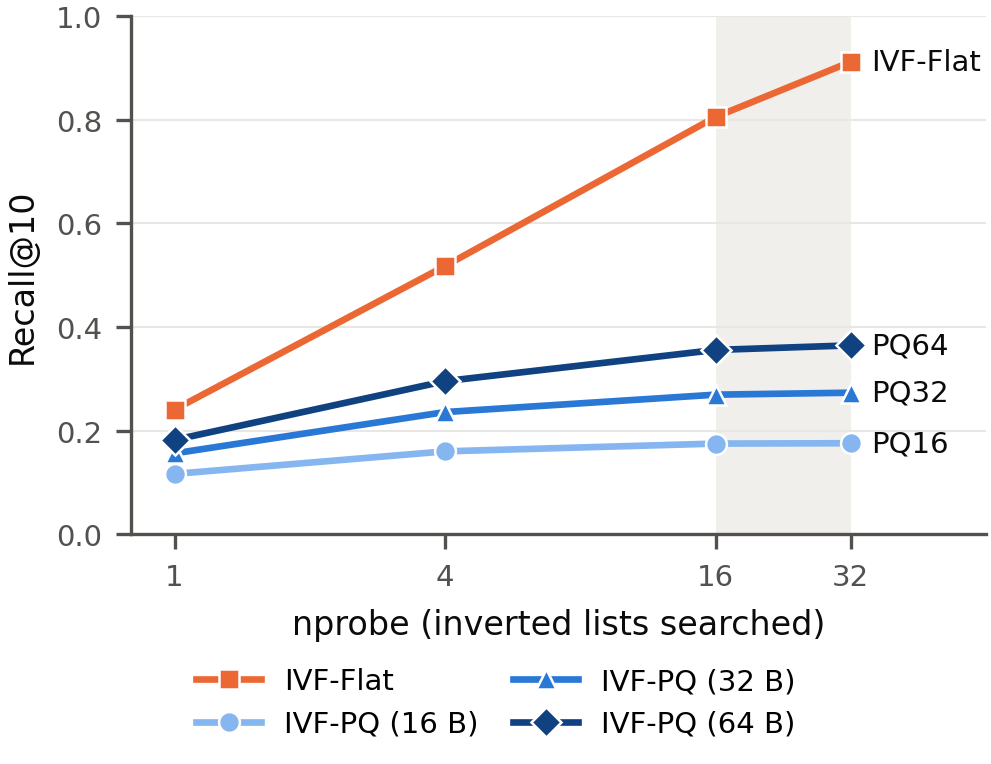 1.0
0.8
0.6
0.4
0.2
0.0
Recall@10
IVF-Flat
PQ64
PQ32
PQ16
1 4 16 32
nprobe (inverted lists searched)
IVF-Flat IVF-PQ (32 B)
IVF-PQ (16 B) IVF-PQ (64 B)